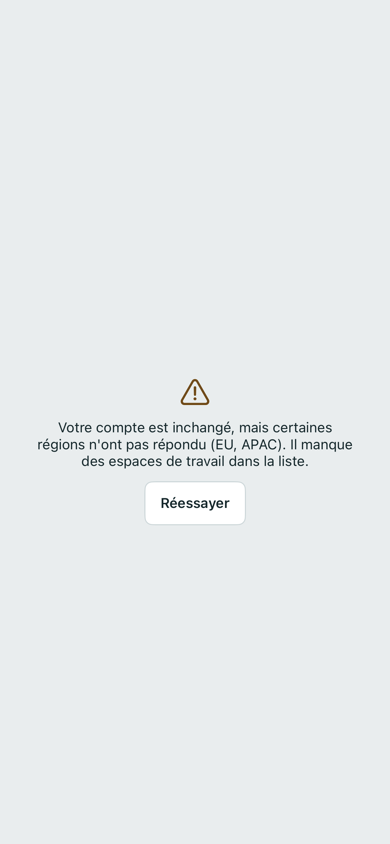 Votre compte est inchangé, mais certaines
régions n'ont pas répondu (EU, APAC). Il manque
des espaces de travail dans la liste.
Réessayer